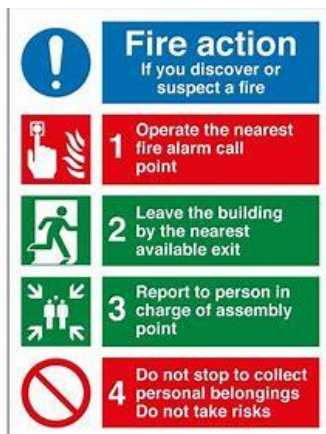 Fire action
If you discover or
suspect a fire
1 Operate the nearest
fire alarm call
point
2 Leave the building
by the nearest
available exit
3 Report to person in
charge of assembly
point
4 Do not stop to collect
personal belongings
Do not take risks